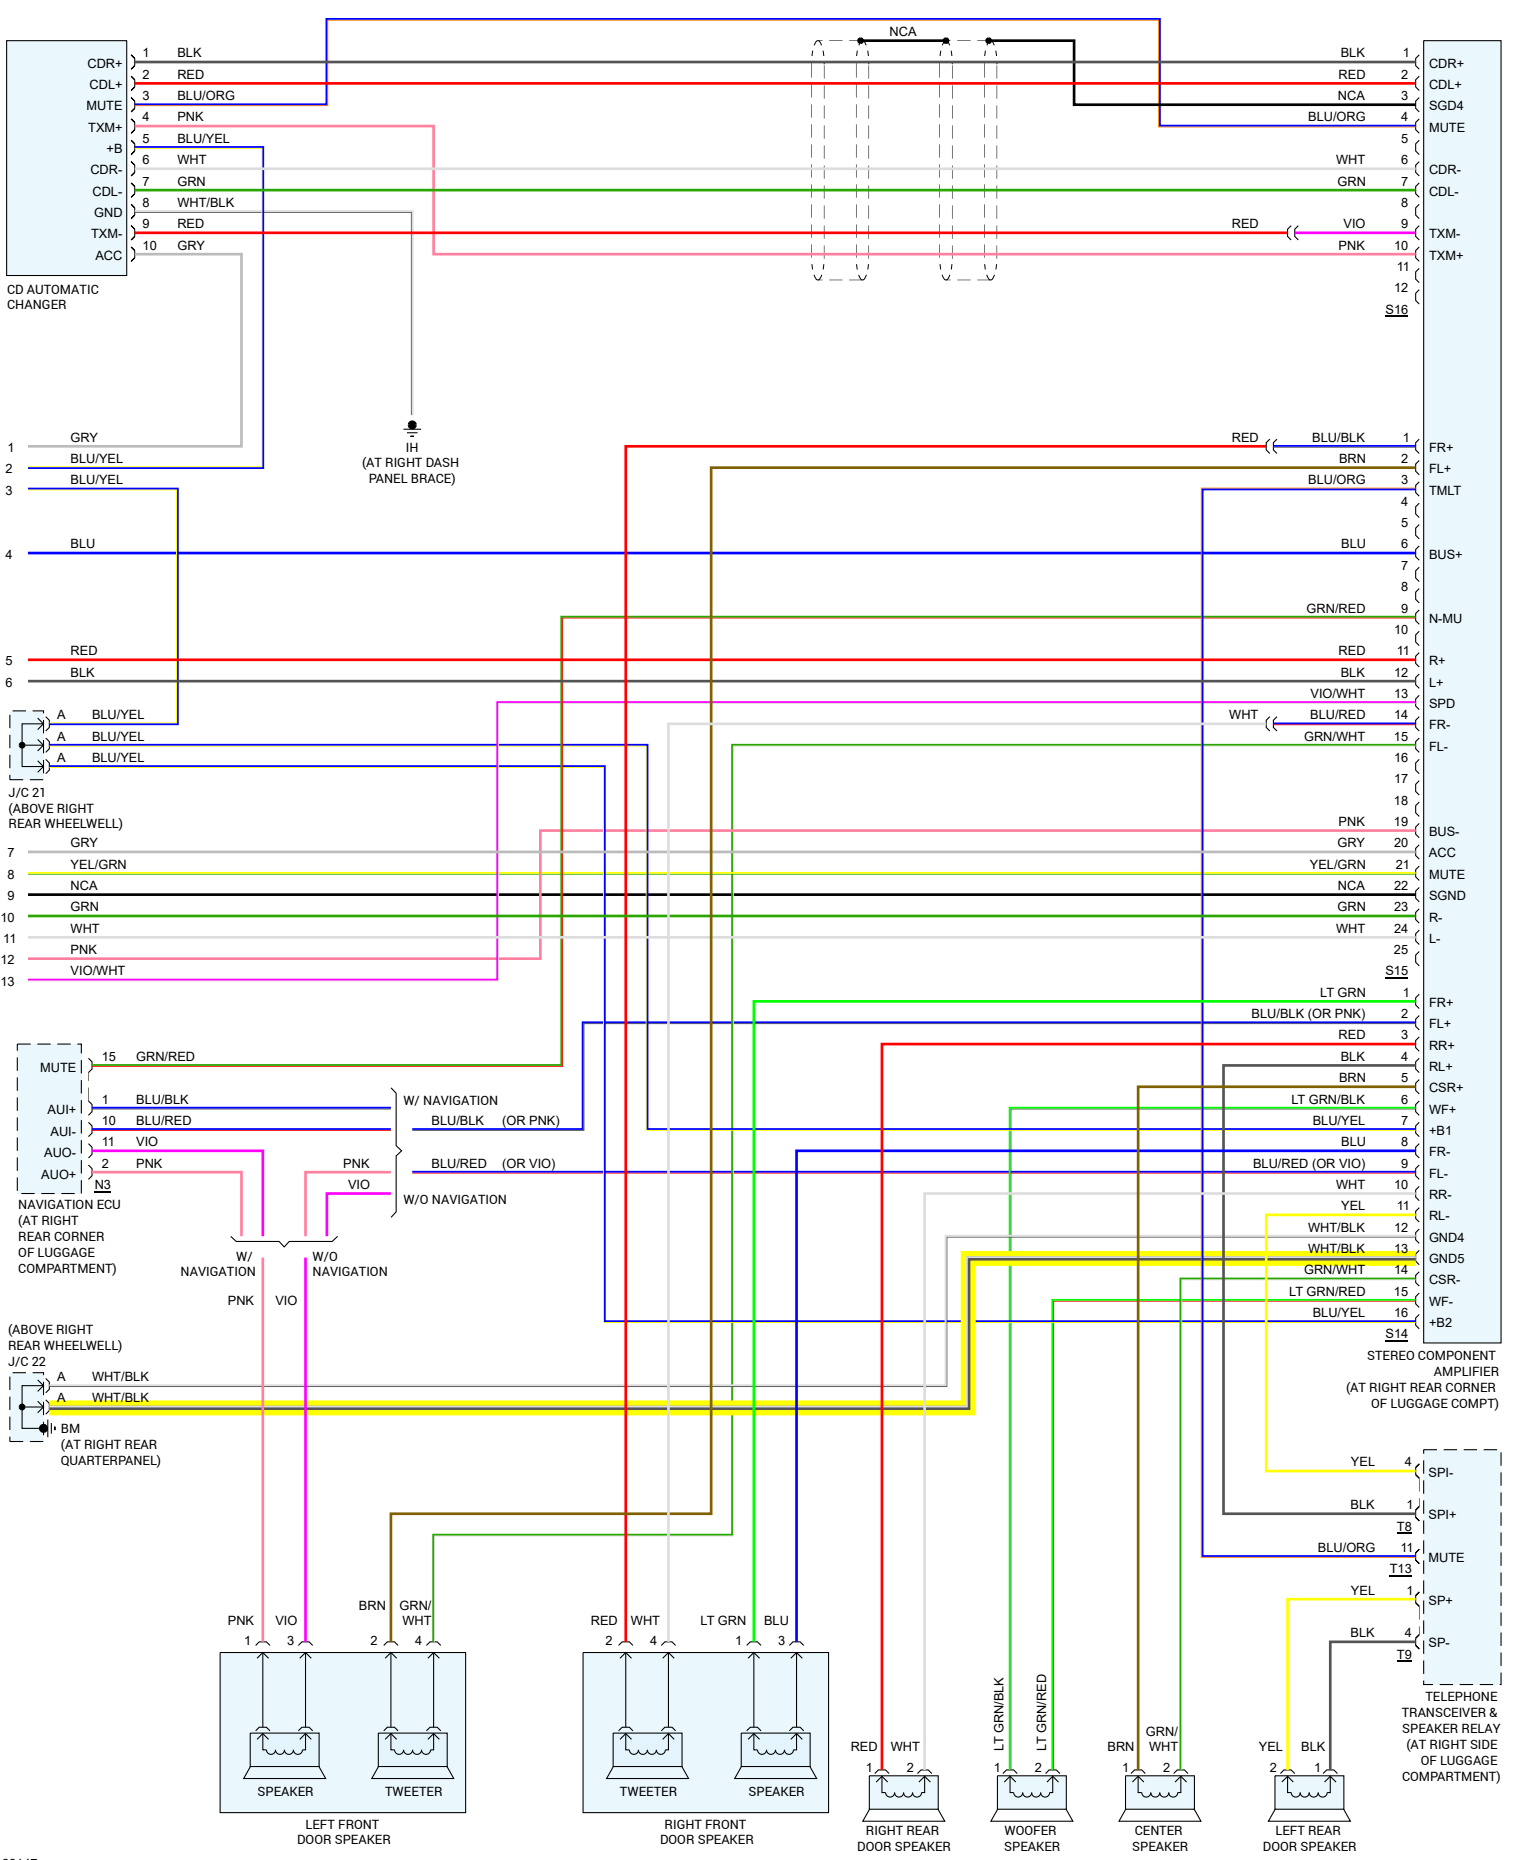 NCA
1 BLK
CDR+
2 RED
CDL+
3 BLU/ORG
MUTE
4 PNK
TXM+
5 BLU/YEL
+B
6 WHT
CDR-
7 GRN
CDL-
8 WHT/BLK
GND
9 RED
TXM-
10 GRY
ACC
CD AUTOMATIC
CHANGER
BLK 1
CDR+
RED 2
CDL+
NCA 3
SGD4
BLU/ORG 4
MUTE
5
WHT 6
CDR-
GRN 7
CDL-
8
RED VIO 9
TXM-
PNK 10
TXM+
11
12
S16
IH
(AT RIGHT DASH
PANEL BRACE)
1 GRY
2 BLU/YEL
3 BLU/YEL
4 BLU
5 RED
6 BLK
A BLU/YEL
A BLU/YEL
A BLU/YEL
J/C 21
(ABOVE RIGHT
REAR WHEELWELL)
7 GRY
8 YEL/GRN
9 NCA
10 GRN
11 WHT
12 PNK
13 VIO/WHT
RED BLU/BLK 1
FR+
BRN 2
FL+
BLU/ORG 3
TMLT
4
5
BLU 6
BUS+
7
8
GRN/RED 9
N-MU
10
RED 11
R+
BLK 12
L+
VIO/WHT 13
SPD
WHT BLU/RED 14
FR-
GRN/WHT 15
FL-
16
17
18
PNK 19
BUS-
GRY 20
ACC
YEL/GRN 21
MUTE
NCA 22
SGND
GRN 23
R-
WHT 24
L-
25
S15
LT GRN 1
FR+
BLU/BLK (OR PNK) 2
FL+
RED 3
RR+
BLK 4
RL+
BRN 5
CSR+
LT GRN/BLK 6
WF+
BLU/YEL 7
+B1
BLU 8
FR-
BLU/RED (OR VIO) 9
FL-
WHT 10
RR-
YEL 11
RL-
WHT/BLK 12
GND4
WHT/BLK 13
GND5
GRN/WHT 14
CSR-
LT GRN/RED 15
WF-
BLU/YEL 16
+B2
S14
STEREO COMPONENT
AMPLIFIER
(AT RIGHT REAR CORNER
OF LUGGAGE COMPT)
15 GRN/RED
MUTE
1 BLU/BLK
AUI+
10 BLU/RED
AUI-
11 VIO
AUO-
2 PNK
AUO+
N3
NAVIGATION ECU
(AT RIGHT
REAR CORNER
OF LUGGAGE
COMPARTMENT)
W/ NAVIGATION
BLU/BLK (OR PNK)
PNK
BLU/RED (OR VIO)
VIO
W/O NAVIGATION
W/
NAVIGATION
W/O
NAVIGATION
PNK VIO
(ABOVE RIGHT
REAR WHEELWELL)
J/C 22
A WHT/BLK
A WHT/BLK
BM
(AT RIGHT REAR
QUARTERPANEL)
YEL 4
SPI-
BLK 1
SPI+
T8
BLU/ORG 11
MUTE
T13
YEL 1
SP+
BLK 4
SP-
T9
TELEPHONE
TRANSCEIVER &
SPEAKER RELAY
(AT RIGHT SIDE
OF LUGGAGE
COMPARTMENT)
PNK VIO BRN GRN/
WHT
1 3 2 4
SPEAKER TWEETER
LEFT FRONT
DOOR SPEAKER
RED WHT LT GRN BLU
2 4 1 3
TWEETER SPEAKER
RIGHT FRONT
DOOR SPEAKER
RED WHT
1 2
RIGHT REAR
DOOR SPEAKER
LT GRN/BLK
LT GRN/RED
1 2
WOOFER
SPEAKER
BRN GRN/
WHT
1 2
CENTER
SPEAKER
YEL BLK
2 1
LEFT REAR
DOOR SPEAKER